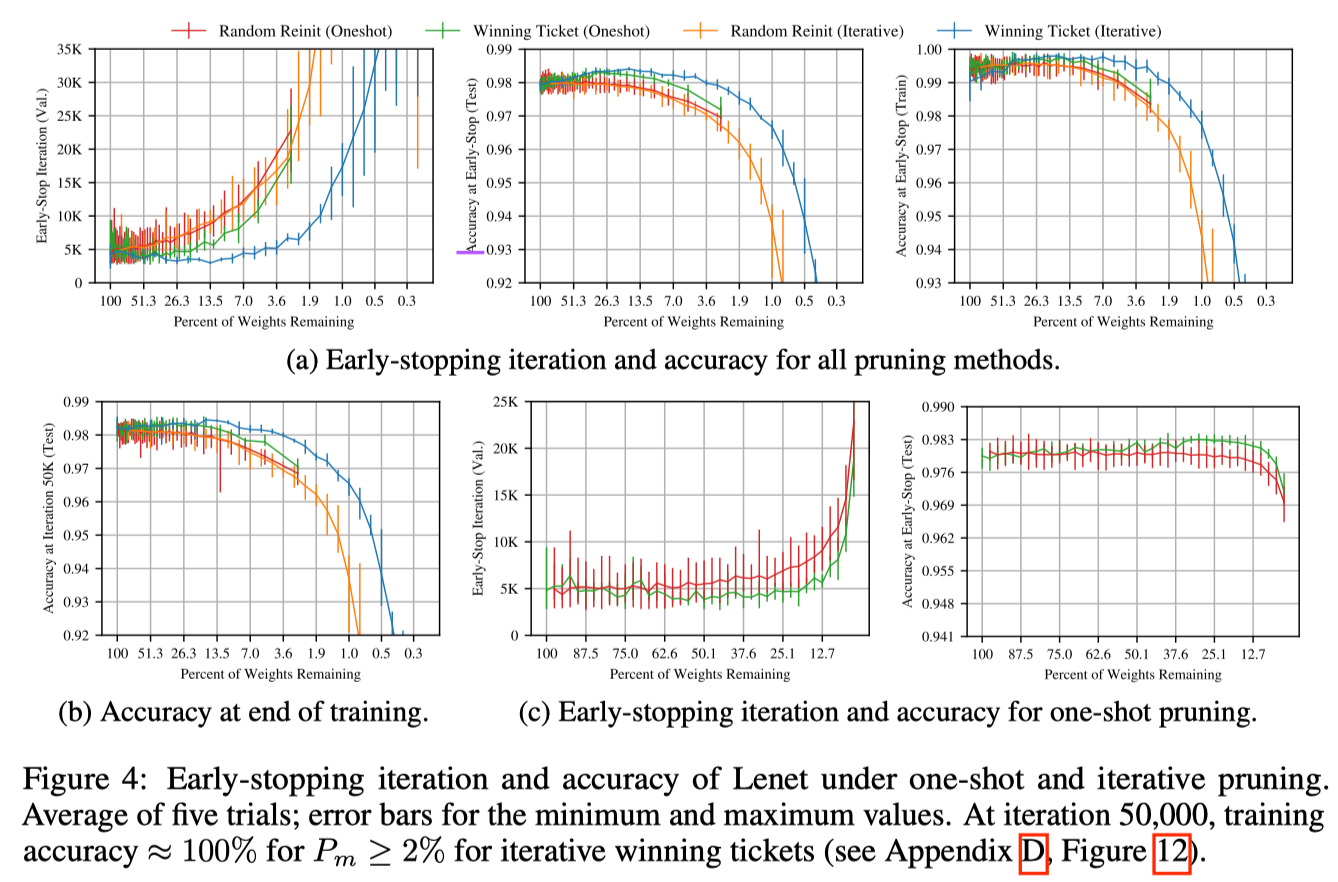 Random Reinit (Oneshot) Winning Ticket (Oneshot) Random Reinit (Iterative) Winning Ticket (Iterative)
Early-Stop Iteration (Val.)
35K
30K
25K
20K
15K
10K
5K
0
100 51.3 26.3 13.5 7.0 3.6 1.9 1.0 0.5 0.3
Percent of Weights Remaining
Accuracy at Early-Stop (Test)
0.99
0.98
0.97
0.96
0.95
0.94
0.93
0.92
100 51.3 26.3 13.5 7.0 3.6 1.9 1.0 0.5 0.3
Percent of Weights Remaining
Accuracy at Early-Stop (Train)
1.00
0.99
0.98
0.97
0.96
0.95
0.94
0.93
100 51.3 26.3 13.5 7.0 3.6 1.9 1.0 0.5 0.3
Percent of Weights Remaining
(a) Early-stopping iteration and accuracy for all pruning methods.
Accuracy at Iteration 50K (Test)
0.99
0.98
0.97
0.96
0.95
0.94
0.93
0.92
100 51.3 26.3 13.5 7.0 3.6 1.9 1.0 0.5 0.3
Percent of Weights Remaining
Early-Stop Iteration (Val.)
25K
20K
15K
10K
5K
0
100 87.5 75.0 62.6 50.1 37.6 25.1 12.7
Percent of Weights Remaining
Accuracy at Early-Stop (Test)
0.990
0.983
0.976
0.969
0.962
0.955
0.948
0.941
100 87.5 75.0 62.6 50.1 37.6 25.1 12.7
Percent of Weights Remaining
(b) Accuracy at end of training.
(c) Early-stopping iteration and accuracy for one-shot pruning.
Figure 4: Early-stopping iteration and accuracy of Lenet under one-shot and iterative pruning.
Average of five trials; error bars for the minimum and maximum values. At iteration 50,000, training
accuracy ≈ 100% for Pₘ ≥ 2% for iterative winning tickets (see Appendix D, Figure 12).